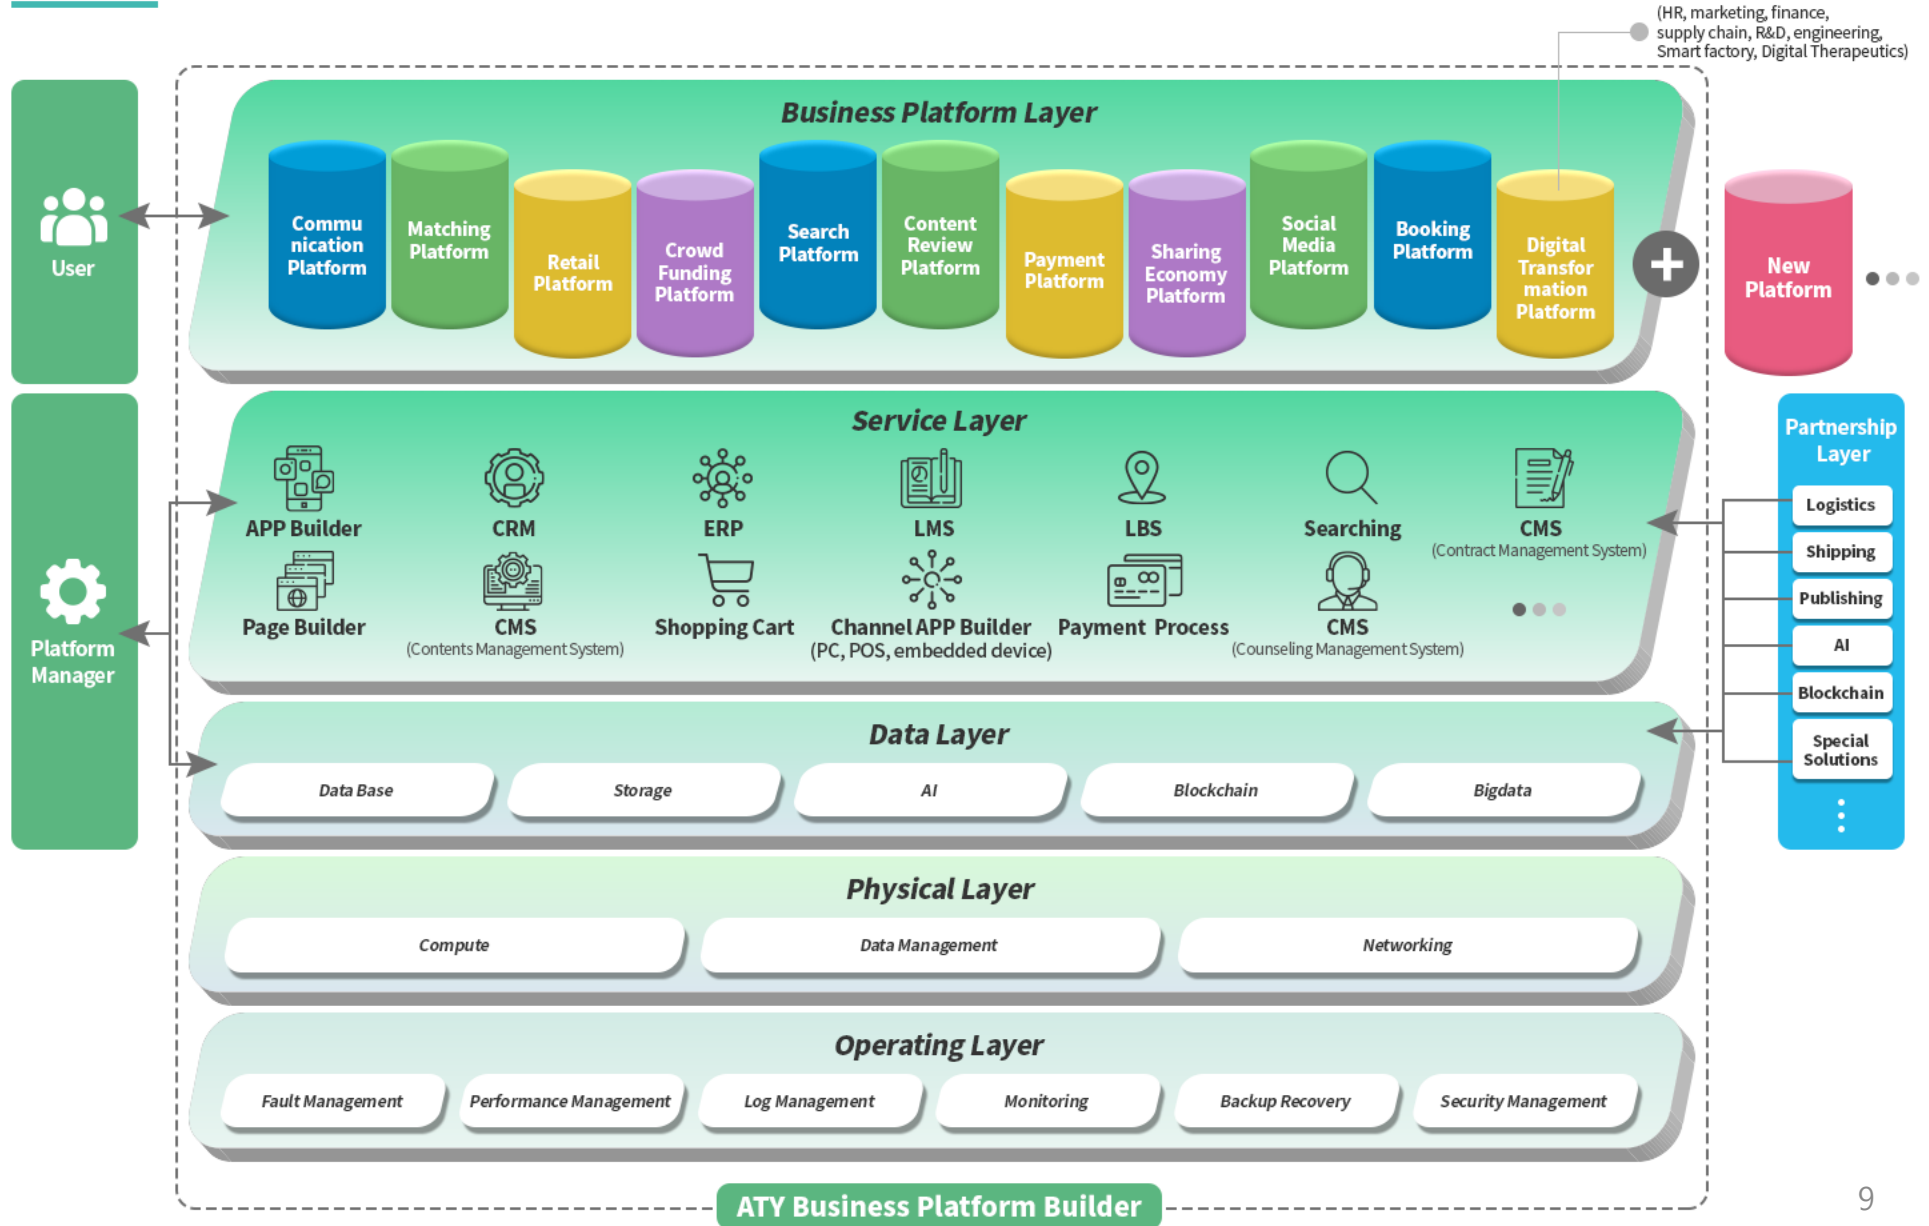 (HR, marketing, finance,
supply chain, R&D, engineering,
Smart factory, Digital Therapeutics)
User
Business Platform Layer
Commu
nication
Platform
Matching
Platform
Retail
Platform
Crowd
Funding
Platform
Search
Platform
Content
Review
Platform
Payment
Platform
Sharing
Economy
Platform
Social
Media
Platform
Booking
Platform
Digital
Transfor
mation
Platform
New
Platform
Platform
Manager
Service Layer
APP Builder
CRM
ERP
LMS
LBS
Searching
CMS
(Contract Management System)
Page Builder
CMS
(Contents Management System)
Shopping Cart
Channel APP Builder
(PC, POS, embedded device)
Payment Process
CMS
(Counseling Management System)
Partnership
Layer
Logistics
Shipping
Publishing
AI
Blockchain
Special
Solutions
Data Layer
Data Base
Storage
AI
Blockchain
Bigdata
Physical Layer
Compute
Data Management
Networking
Operating Layer
Fault Management
Performance Management
Log Management
Monitoring
Backup Recovery
Security Management
ATY Business Platform Builder
9